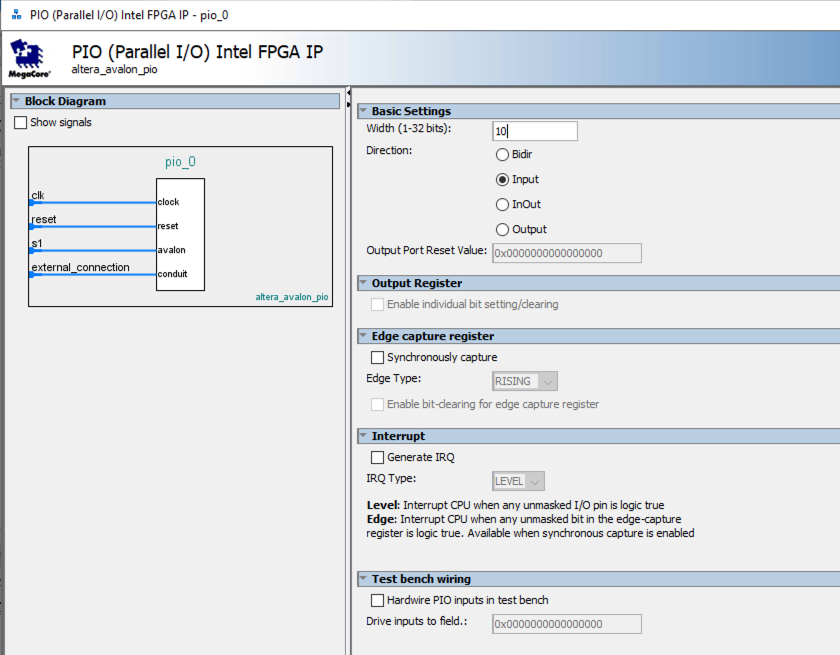 PIO (Parallel I/O) Intel FPGA IP - pio_0
PIO (Parallel I/O) Intel FPGA IP
altera_avalon_pio
MegaCore®
Block Diagram
Show signals
pio_0
clk
clock
reset
reset
s1
avalon
external_connection
conduit
altera_avalon_pio
Basic Settings
Width (1-32 bits): 10
Direction:
Bidir
Input
InOut
Output
Output Port Reset Value: 0x0000000000000000
Output Register
Enable individual bit setting/clearing
Edge capture register
Synchronously capture
Edge Type: RISING
Enable bit-clearing for edge capture register
Interrupt
Generate IRQ
IRQ Type: LEVEL
Level: Interrupt CPU when any unmasked I/O pin is logic true
Edge: Interrupt CPU when any unmasked bit in the edge-capture
register is logic true. Available when synchronous capture is enabled
Test bench wiring
Hardwire PIO inputs in test bench
Drive inputs to field.: 0x0000000000000000